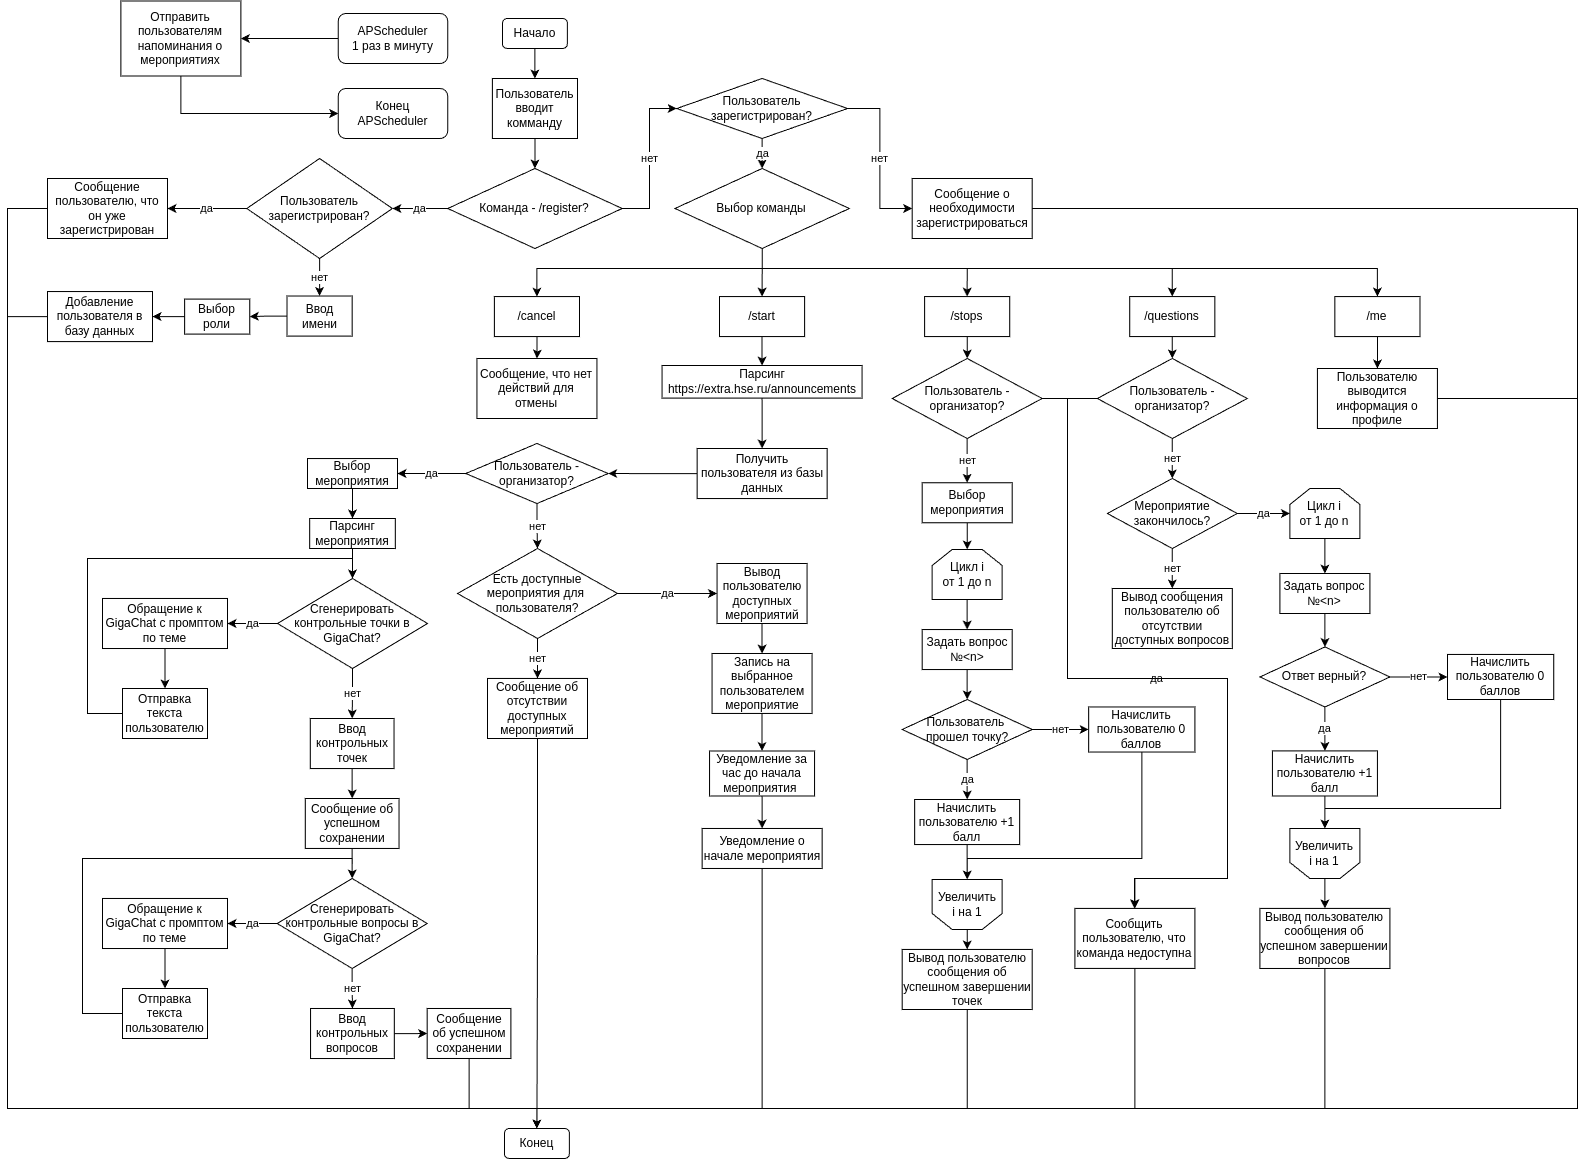 Отправить
пользователям
напоминания о
мероприятиях
APScheduler
1 раз в минуту
Начало
Конец
APScheduler
Пользователь
вводит
комманду
Пользователь
зарегистрирован?
нет
да
нет
Сообщение
пользователю, что
он уже
зарегистрирован
да
Пользователь
зарегистрирован?
да
Команда - /register?
Выбор команды
Сообщение о
необходимости
зарегистрироваться
нет
Добавление
пользователя в
базу данных
Выбор
роли
Ввод
имени
/cancel
/start
/stops
/questions
/me
Сообщение, что нет
действий для
отмены
Парсинг
https://extra.hse.ru/announcements
Пользователь -
организатор?
Пользователь -
организатор?
Пользователю
выводится
информация о
профиле
Выбор
мероприятия
да
Пользователь -
организатор?
Получить
пользователя из базы
данных
нет
нет
Парсинг
мероприятия
нет
Выбор
мероприятия
Мероприятие
закончилось?
да
Цикл i
от 1 до n
Обращение к
GigaChat с промптом
по теме
да
Сгенерировать
контрольные точки в
GigaChat?
Есть доступные
мероприятия для
пользователя?
да
Вывод
пользователю
доступных
мероприятий
Цикл i
от 1 до n
нет
Вывод сообщения
пользователю об
отсутствии
доступных вопросов
Задать вопрос
№<n>
Отправка
текста
пользователю
нет
нет
Сообщение об
отсутствии
доступных
мероприятий
Запись на
выбранное
пользователем
мероприятие
Задать вопрос
№<n>
да
Ответ верный?
нет
Начислить
пользователю 0
баллов
Ввод
контрольных
точек
Уведомление за
час до начала
мероприятия
Пользователь
прошел точку?
нет
Начислить
пользователю 0
баллов
да
Начислить
пользователю +1
балл
да
Сообщение об
успешном
сохранении
Уведомление о
начале мероприятия
Начислить
пользователю +1
балл
Увеличить
i на 1
Обращение к
GigaChat с промптом
по теме
да
Сгенерировать
контрольные вопросы в
GigaChat?
Увеличить
i на 1
Сообщить
пользователю, что
команда недоступна
Вывод пользователю
сообщения об
успешном завершении
вопросов
Отправка
текста
пользователю
нет
Вывод пользователю
сообщения об
успешном завершении
точек
Ввод
контрольных
вопросов
Сообщение
об успешном
сохранении
Конец